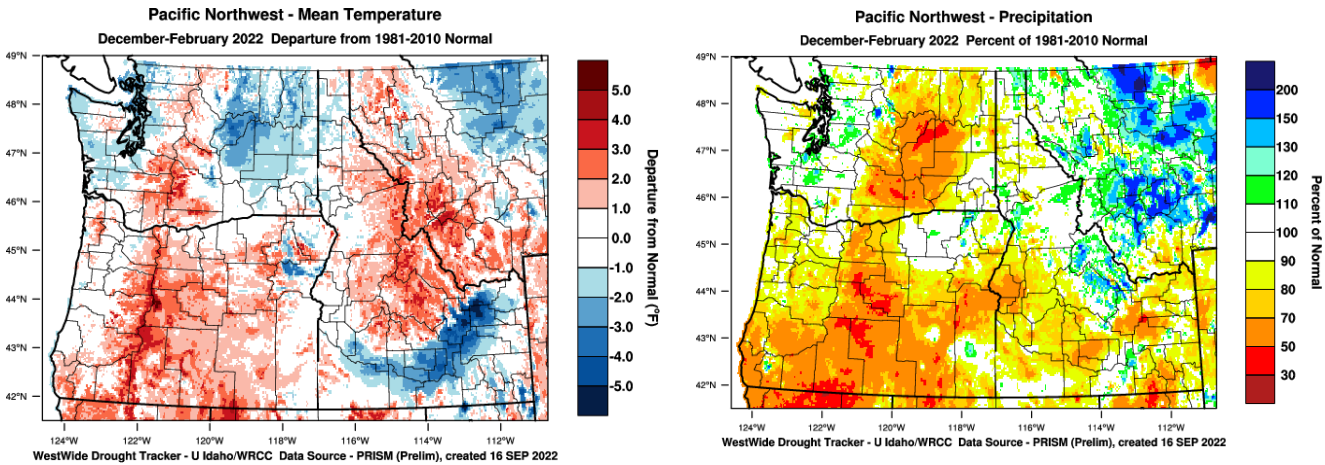 Pacific Northwest - Mean Temperature
December-February 2022 Departure from 1981-2010 Normal
49°N
48°N
47°N
46°N
45°N
44°N
43°N
42°N
124°W 122°W 120°W 118°W 116°W 114°W 112°W
5.0
4.0
3.0
2.0
1.0
0.0
-1.0
-2.0
-3.0
-4.0
-5.0
Departure from Normal (°F)
WestWide Drought Tracker - U Idaho/WRCC Data Source - PRISM (Prelim), created 16 SEP 2022
Pacific Northwest - Precipitation
December-February 2022 Percent of 1981-2010 Normal
49°N
48°N
47°N
46°N
45°N
44°N
43°N
42°N
124°W 122°W 120°W 118°W 116°W 114°W 112°W
200
150
130
120
110
100
90
80
70
50
30
Percent of Normal
WestWide Drought Tracker - U Idaho/WRCC Data Source - PRISM (Prelim), created 16 SEP 2022